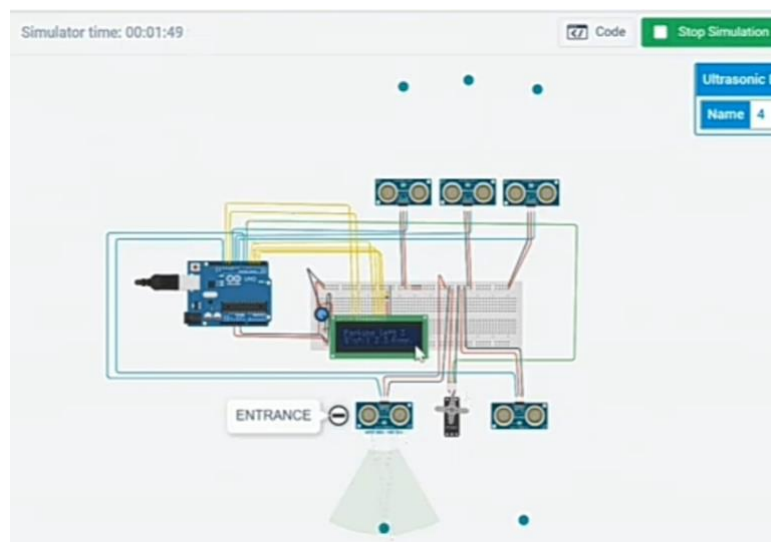 Simulator time: 00:01:49
Code
Stop Simulation
Ultrasonic
Name 4
ENTRANCE